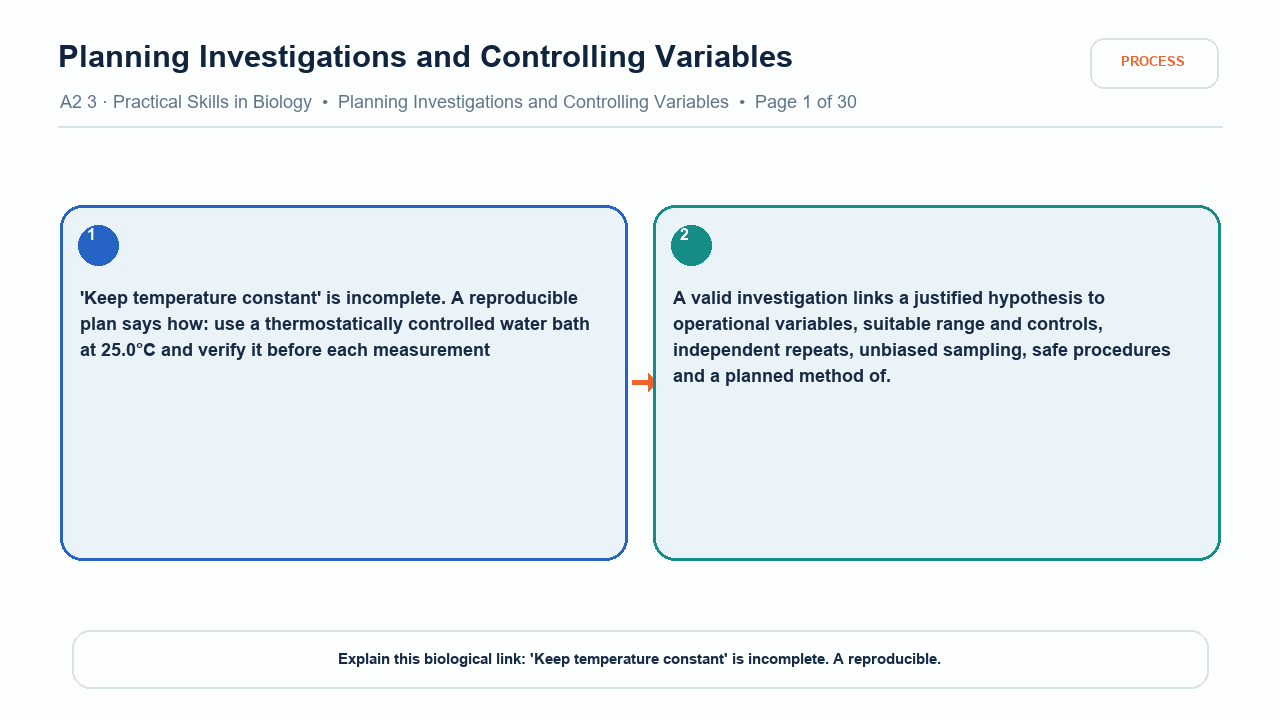 Planning Investigations and Controlling Variables
PROCESS
A2 3 · Practical Skills in Biology • Planning Investigations and Controlling Variables • Page 1 of 30
1
'Keep temperature constant' is incomplete. A reproducible
plan says how: use a thermostatically controlled water bath
at 25.0°C and verify it before each measurement
2
A valid investigation links a justified hypothesis to
operational variables, suitable range and controls,
independent repeats, unbiased sampling, safe procedures
and a planned method of.
Explain this biological link: 'Keep temperature constant' is incomplete. A reproducible.